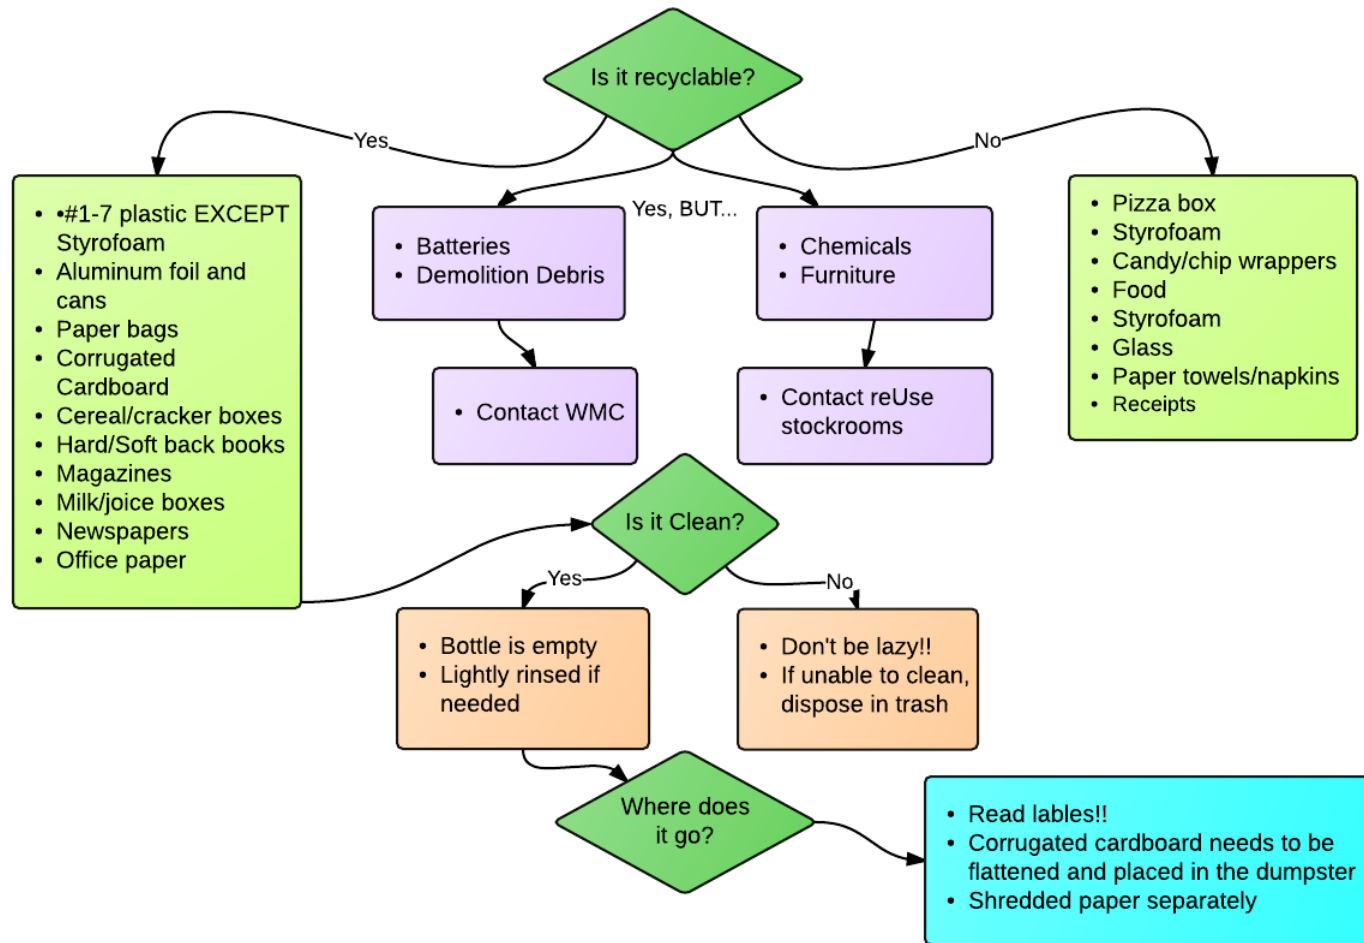 Is it recyclable?
Yes
Yes, BUT...
No
• •#1-7 plastic EXCEPT
Styrofoam
• Aluminum foil and
cans
• Paper bags
• Corrugated
Cardboard
• Cereal/cracker boxes
• Hard/Soft back books
• Magazines
• Milk/joice boxes
• Newspapers
• Office paper
• Batteries
• Demolition Debris
• Chemicals
• Furniture
• Pizza box
• Styrofoam
• Candy/chip wrappers
• Food
• Styrofoam
• Glass
• Paper towels/napkins
• Receipts
• Contact WMC
• Contact reUse
stockrooms
Is it Clean?
Yes
No
• Bottle is empty
• Lightly rinsed if
needed
• Don't be lazy!!
• If unable to clean,
dispose in trash
Where does
it go?
• Read lables!!
• Corrugated cardboard needs to be
flattened and placed in the dumpster
• Shredded paper separately